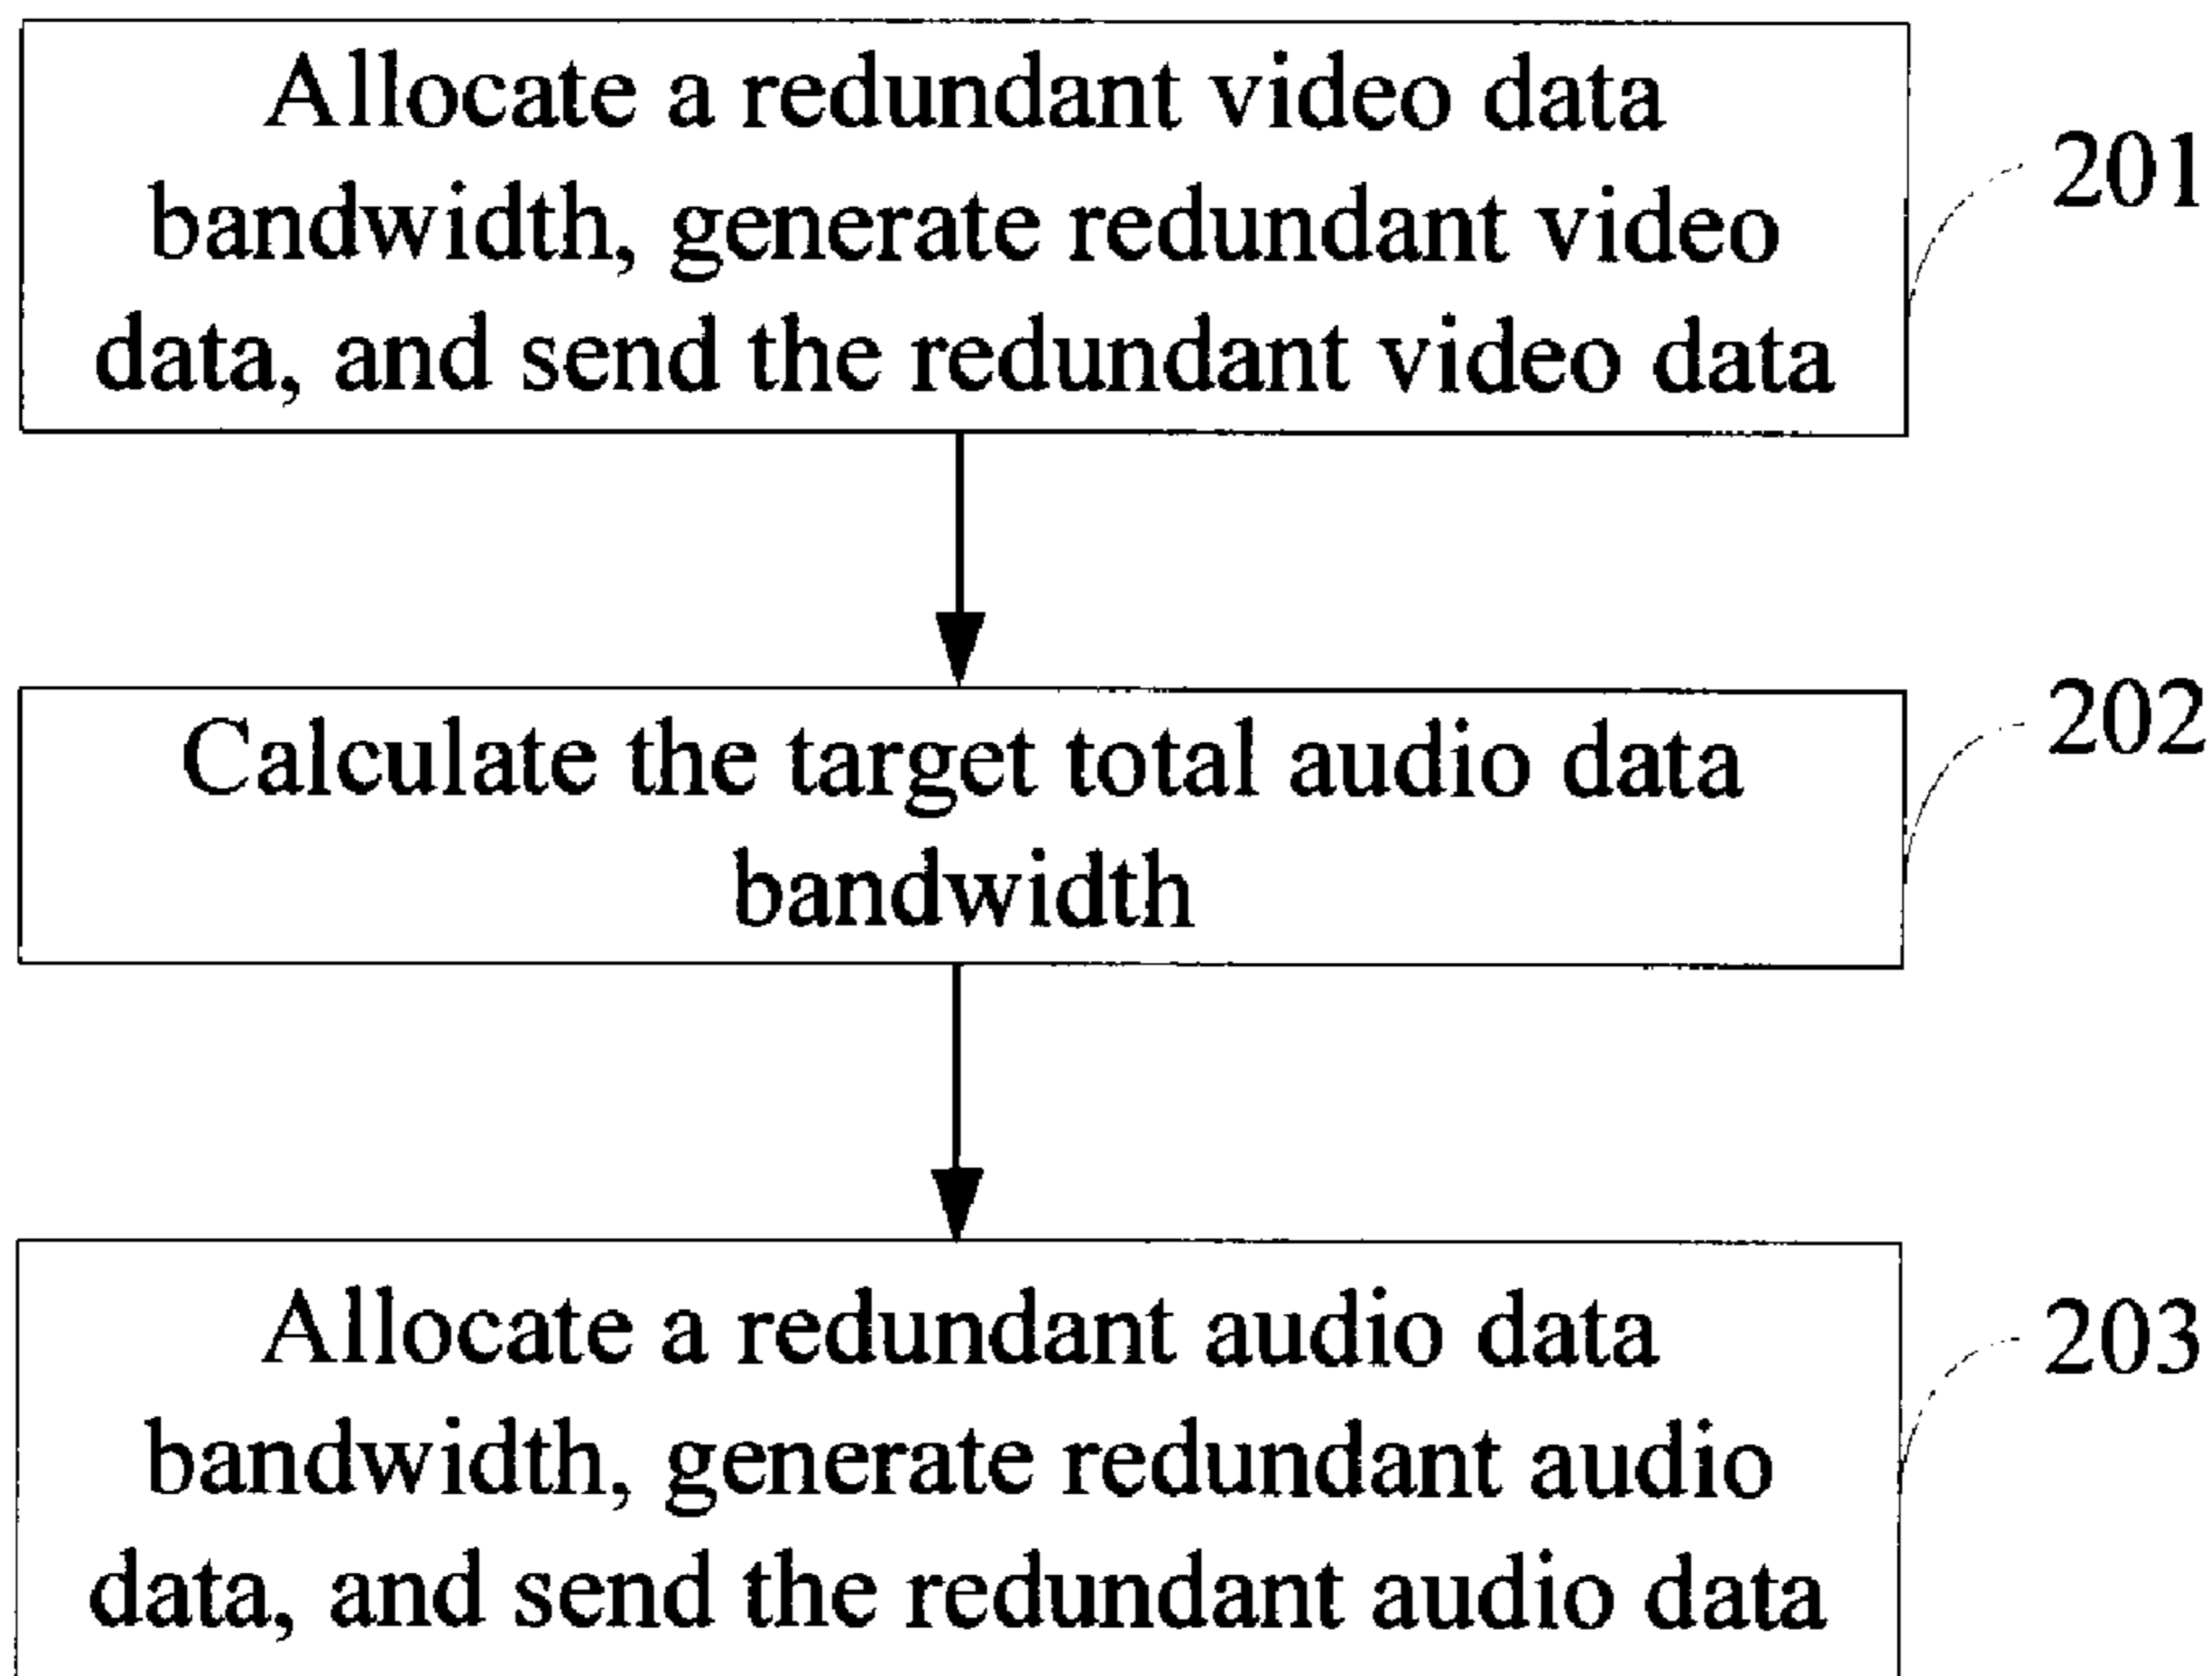 Allocate a redundant video data
bandwidth, generate redundant video
data, and send the redundant video data
201
Calculate the target total audio data
bandwidth
202
Allocate a redundant audio data
bandwidth, generate redundant audio
data, and send the redundant audio data
203